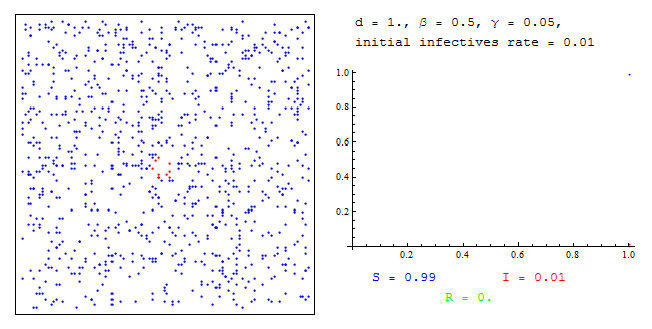 d = 1., β = 0.5, γ = 0.05,
initial infectives rate = 0.01
1.0
0.8
0.6
0.4
0.2
0.2 0.4 0.6 0.8 1.0
S = 0.99 I = 0.01
R = 0.